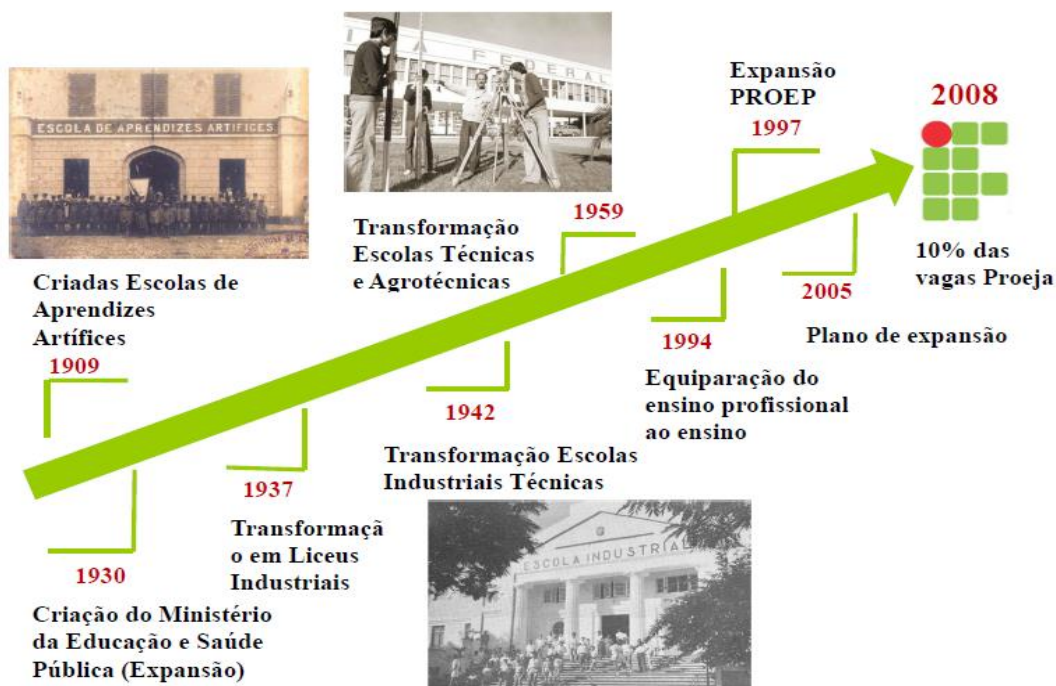 ESCOLA DE APRENDIZES ARTIFICES
Criadas Escolas de
Aprendizes
Artífices
1909
1930
Criação do Ministério
da Educação e Saúde
Pública (Expansão)
1937
Transformaçã
o em Liceus
Industriais
FEDERAL
Transformação
Escolas Técnicas
e Agrotécnicas
1959
1942
Transformação Escolas
Industriais Técnicas
ESCOLA INDUSTRIAL
1994
Equiparação do
ensino profissional
ao ensino
Expansão
PROEP
1997
2005
Plano de expansão
2008
10% das
vagas Proeja